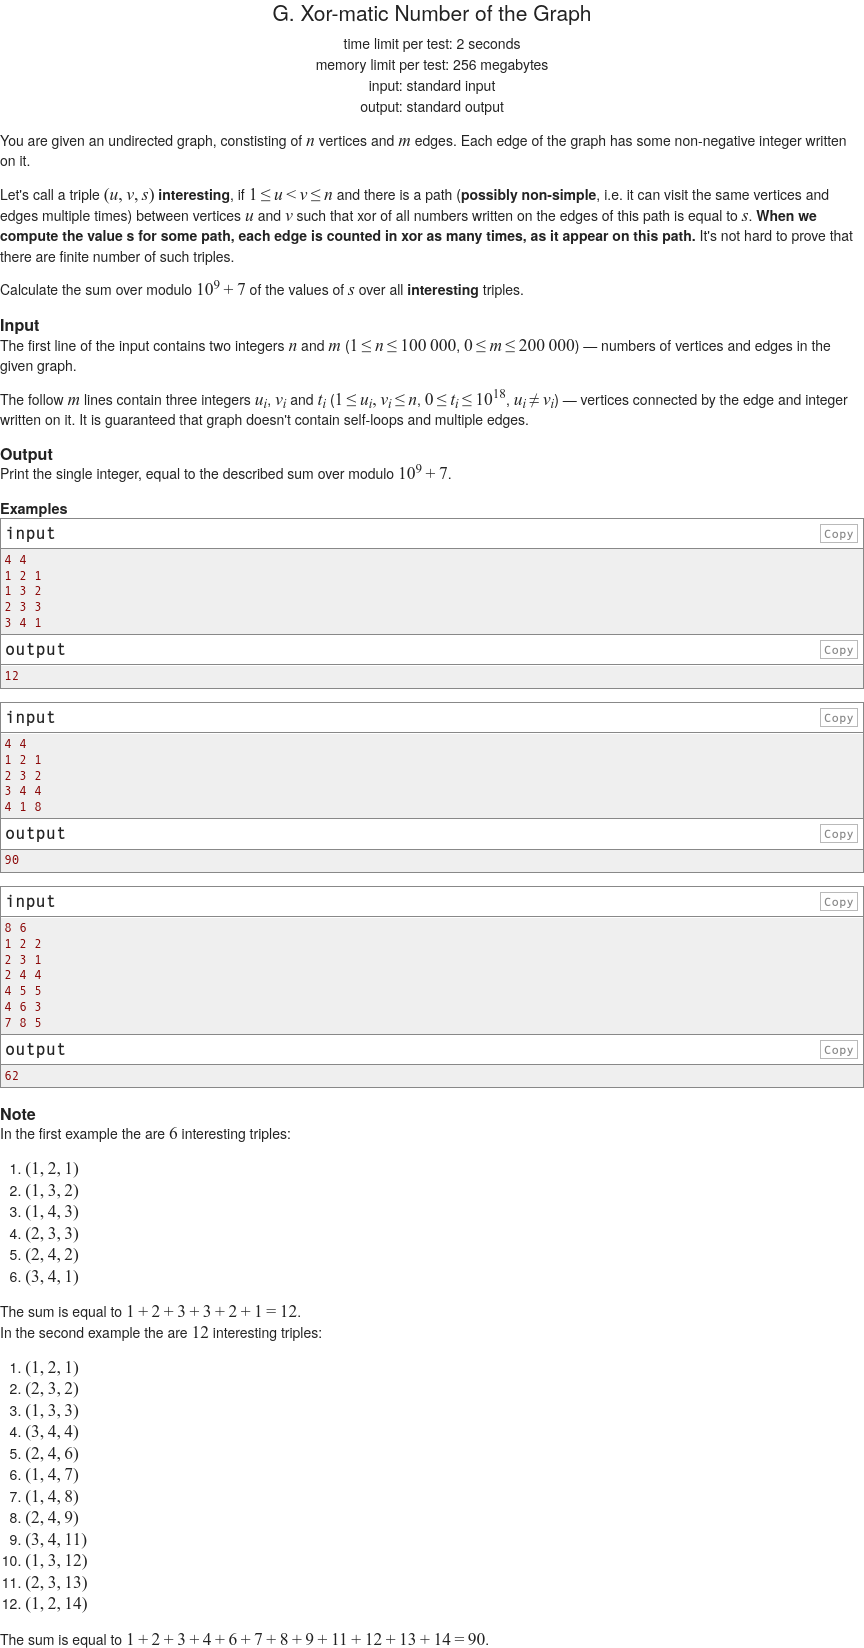 G. Xor-matic Number of the Graph
time limit per test: 2 seconds
memory limit per test: 256 megabytes
input: standard input
output: standard output
You are given an undirected graph, constisting of n vertices and m edges. Each edge of the graph has some non-negative integer written
on it.
Let's call a triple (u, v, s) interesting, if 1 ≤ u < v ≤ n and there is a path (possibly non-simple, i.e. it can visit the same vertices and
edges multiple times) between vertices u and v such that xor of all numbers written on the edges of this path is equal to s. When we
compute the value s for some path, each edge is counted in xor as many times, as it appear on this path. It's not hard to prove that
there are finite number of such triples.
Calculate the sum over modulo 10^9 + 7 of the values of s over all interesting triples.
Input
The first line of the input contains two integers n and m (1 ≤ n ≤ 100 000, 0 ≤ m ≤ 200 000) — numbers of vertices and edges in the
given graph.
The follow m lines contain three integers u_i, v_i and t_i (1 ≤ u_i, v_i ≤ n, 0 ≤ t_i ≤ 10^18, u_i ≠ v_i) — vertices connected by the edge and integer
written on it. It is guaranteed that graph doesn't contain self-loops and multiple edges.
Output
Print the single integer, equal to the described sum over modulo 10^9 + 7.
Examples
input Copy
4 4
1 2 1
1 3 2
2 3 3
3 4 1
output Copy
12
input Copy
4 4
1 2 1
2 3 2
3 4 4
4 1 8
output Copy
90
input Copy
8 6
1 2 2
2 3 1
2 4 4
4 5 5
4 6 3
7 8 5
output Copy
62
Note
In the first example the are 6 interesting triples:
1. (1, 2, 1)
2. (1, 3, 2)
3. (1, 4, 3)
4. (2, 3, 3)
5. (2, 4, 2)
6. (3, 4, 1)
The sum is equal to 1 + 2 + 3 + 3 + 2 + 1 = 12.
In the second example the are 12 interesting triples:
1. (1, 2, 1)
2. (2, 3, 2)
3. (1, 3, 3)
4. (3, 4, 4)
5. (2, 4, 6)
6. (1, 4, 7)
7. (1, 4, 8)
8. (2, 4, 9)
9. (3, 4, 11)
10. (1, 3, 12)
11. (2, 3, 13)
12. (1, 2, 14)
The sum is equal to 1 + 2 + 3 + 4 + 6 + 7 + 8 + 9 + 11 + 12 + 13 + 14 = 90.